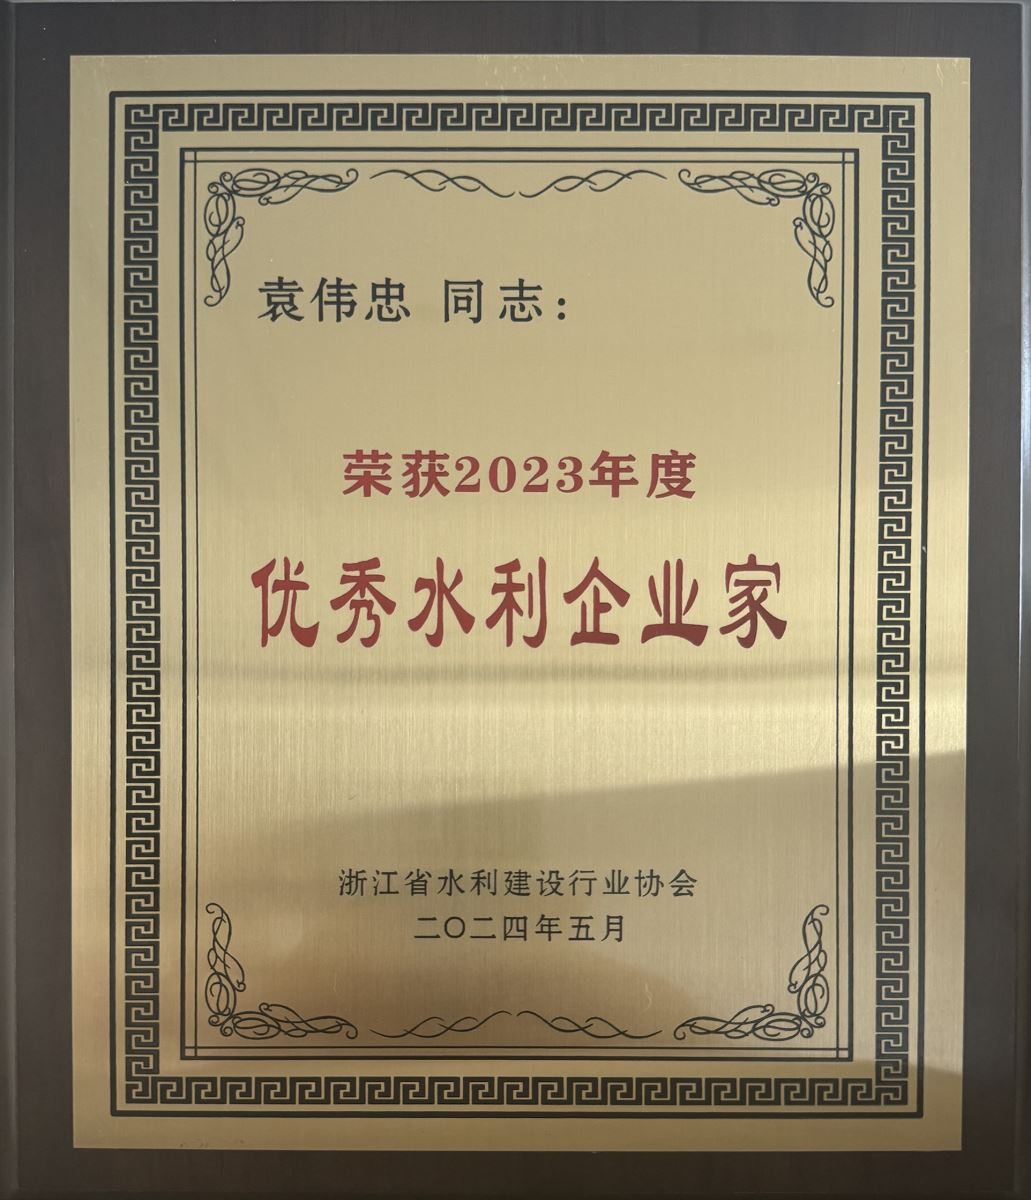 袁伟忠 同志：
荣获2023年度
优秀水利企业家
浙江省水利建设行业协会
二〇二四年五月